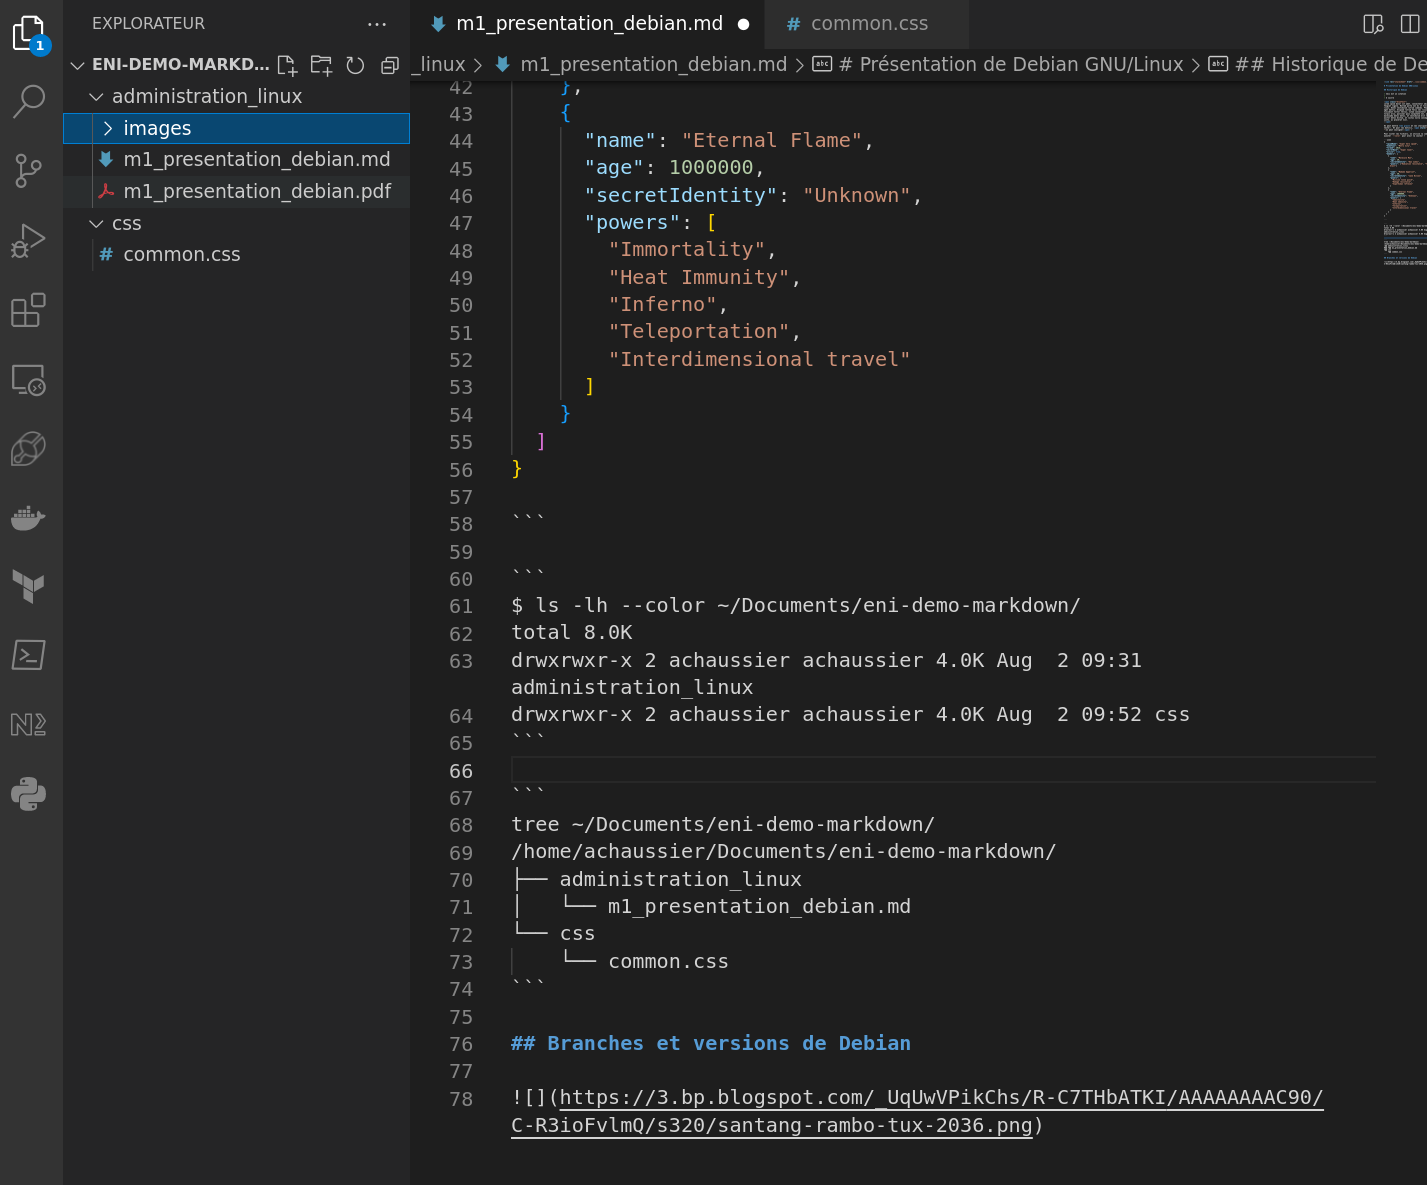 EXPLORATEUR
m1_presentation_debian.md
common.css
1
ENI-DEMO-MARKD...
_linux > m1_presentation_debian.md > # Présentation de Debian GNU/Linux > ## Historique de De
administration_linux
images
m1_presentation_debian.md
m1_presentation_debian.pdf
css
common.css
42 },
43 {
44 "name": "Eternal Flame",
45 "age": 1000000,
46 "secretIdentity": "Unknown",
47 "powers": [
48 "Immortality",
49 "Heat Immunity",
50 "Inferno",
51 "Teleportation",
52 "Interdimensional travel"
53 ]
54 }
55 ]
56 }
57
58 ```
59
60 ```
61 $ ls -lh --color ~/Documents/eni-demo-markdown/
62 total 8.0K
63 drwxrwxr-x 2 achaussier achaussier 4.0K Aug  2 09:31
administration_linux
64 drwxrwxr-x 2 achaussier achaussier 4.0K Aug  2 09:52 css
65 ```
66
67 ```
68 tree ~/Documents/eni-demo-markdown/
69 /home/achaussier/Documents/eni-demo-markdown/
70 ├── administration_linux
71 │   └── m1_presentation_debian.md
72 └── css
73     └── common.css
74 ```
75
76 ## Branches et versions de Debian
77
78 ![](https://3.bp.blogspot.com/_UqUwVPikChs/R-C7THbATKI/AAAAAAAAC90/
C-R3ioFvlmQ/s320/santang-rambo-tux-2036.png)